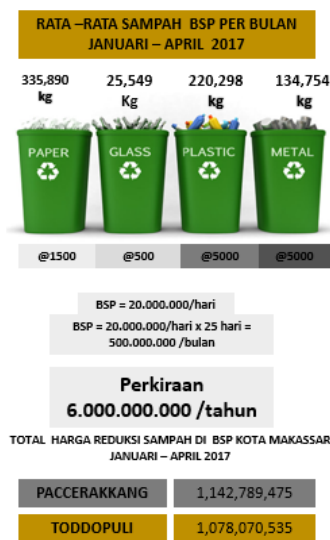 RATA –RATA SAMPAH BSP PER BULAN
JANUARI – APRIL 2017
335,890 kg
25,549 Kg
220,298 kg
134,754 kg
PAPER
GLASS
PLASTIC
METAL
@1500
@500
@5000
@5000
BSP = 20.000.000/hari
BSP = 20.000.000/hari x 25 hari =
500.000.000 /bulan
Perkiraan
6.000.000.000 /tahun
TOTAL HARGA REDUKSI SAMPAH DI BSP KOTA MAKASSAR
JANUARI – APRIL 2017
PACCERAKKANG 1,142,789,475
TODDOPULI 1,078,070,535